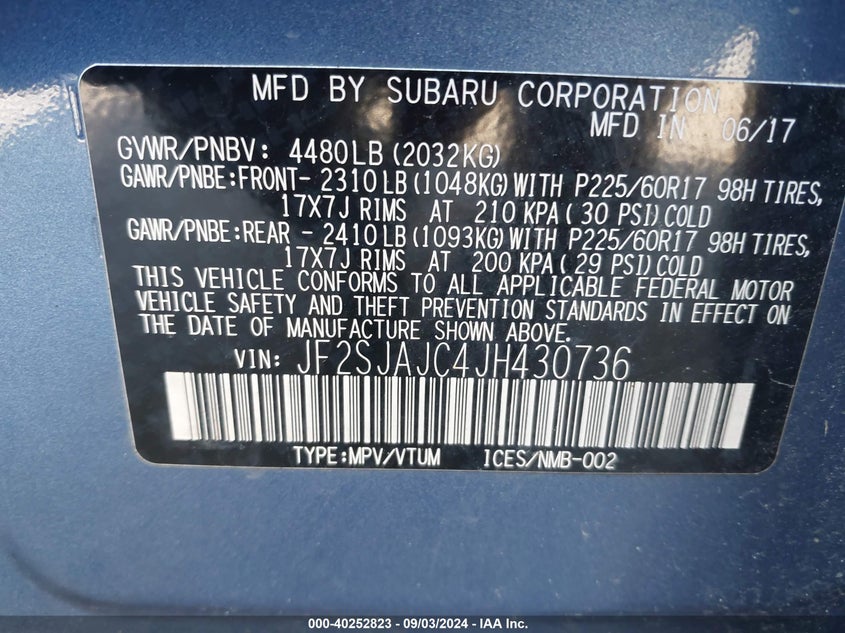 MFD BY SUBARU CORPORATION
MFD IN 06/17
GVWR/PNBV: 4480LB(2032KG)
GAWR/PNBE:FRONT- 2310LB(1048KG)WITH P225/60R17 98H TIRES,
17X7J RIMS AT 210 KPA(30 PSI)COLD
GAWR/PNBE:REAR - 2410LB(1093KG)WITH P225/60R17 98H TIRES,
17X7J RIMS AT 200 KPA(29 PSI)COLD
THIS VEHICLE CONFORMS TO ALL APPLICABLE FEDERAL MOTOR
VEHICLE SAFETY AND THEFT PREVENTION STANDARDS IN EFFECT ON
THE DATE OF MANUFACTURE SHOWN ABOVE.
VIN: JF2SJAJC4JH430736
TYPE:MPV/VTUM ICES/NMB-002
000-40252823 - 09/03/2024 - IAA Inc.